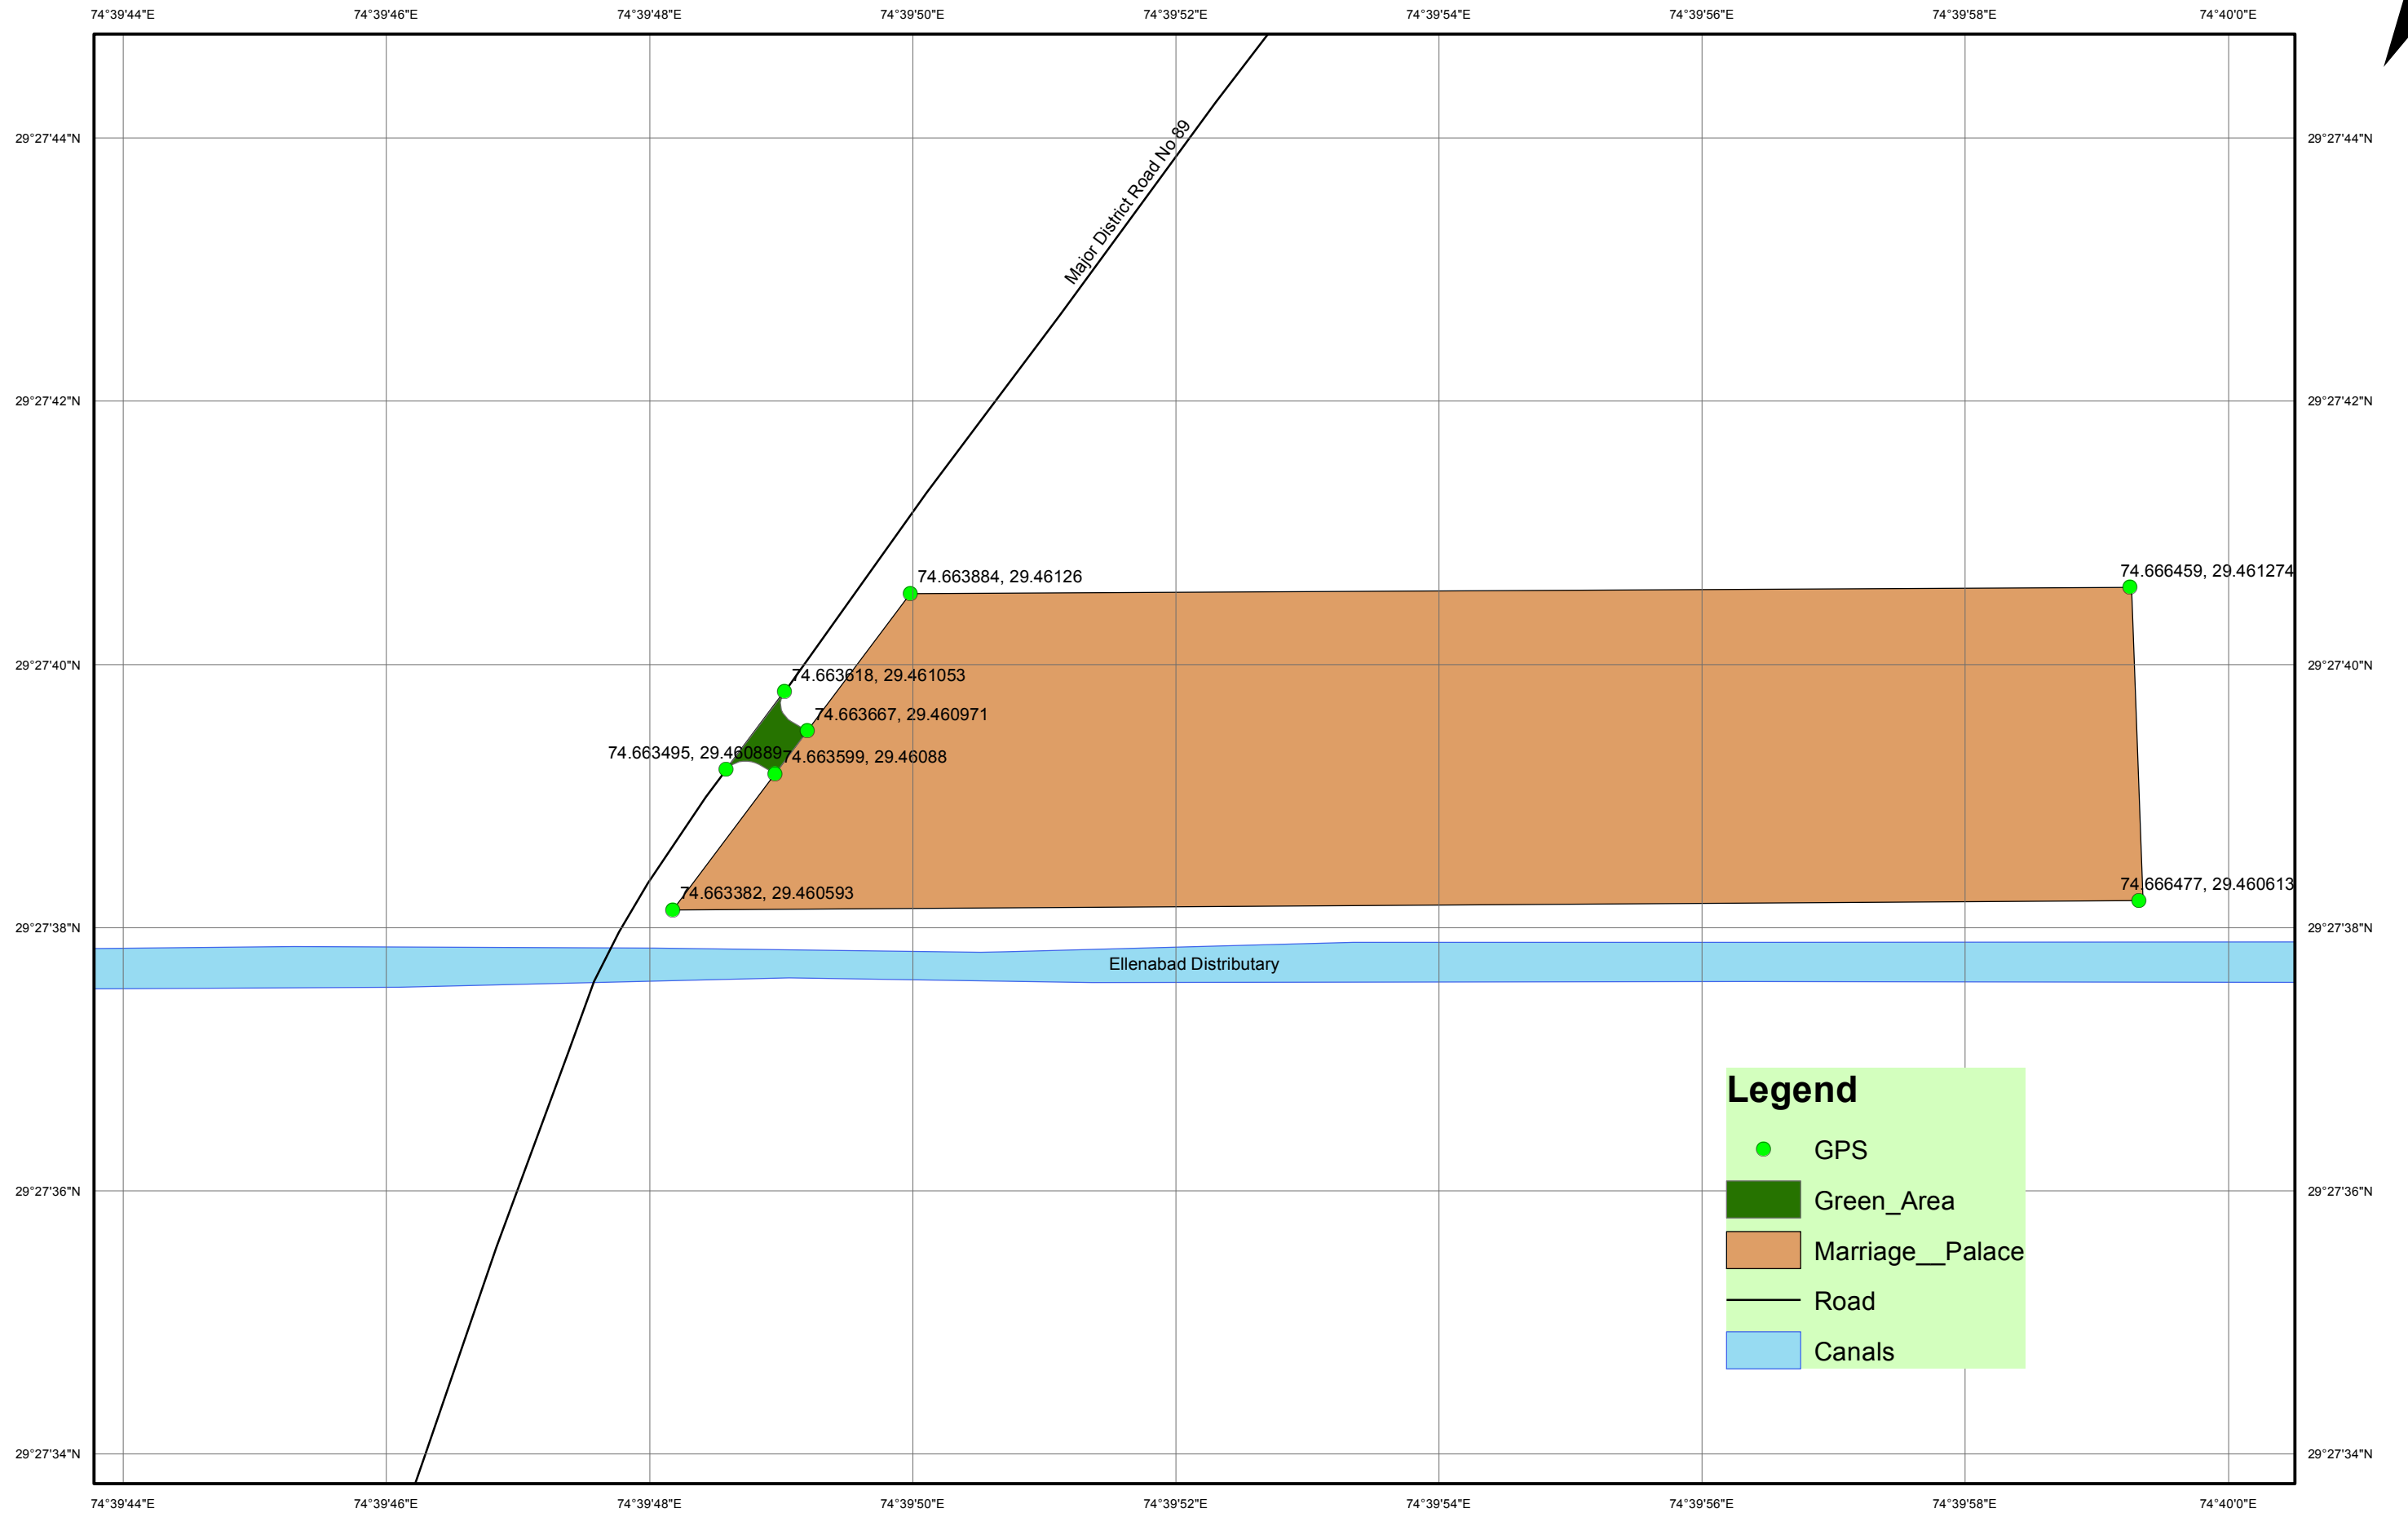 74°39'44"E
74°39'46"E
74°39'48"E
74°39'50"E
74°39'52"E
74°39'54"E
74°39'56"E
74°39'58"E
74°40'0"E
29°27'44"N
29°27'44"N
Major District Road No 89
29°27'42"N
29°27'42"N
74.663884, 29.46126
74.666459, 29.461274
29°27'40"N
29°27'40"N
74.663618, 29.461053
74.663667, 29.460971
74.663495, 29.460889
74.663599, 29.46088
74.663382, 29.460593
74.666477, 29.460613
29°27'38"N
29°27'38"N
Ellenabad Distributary
Legend
GPS
Green_Area
Marriage__Palace
Road
Canals
29°27'36"N
29°27'36"N
29°27'34"N
29°27'34"N
74°39'44"E
74°39'46"E
74°39'48"E
74°39'50"E
74°39'52"E
74°39'54"E
74°39'56"E
74°39'58"E
74°40'0"E